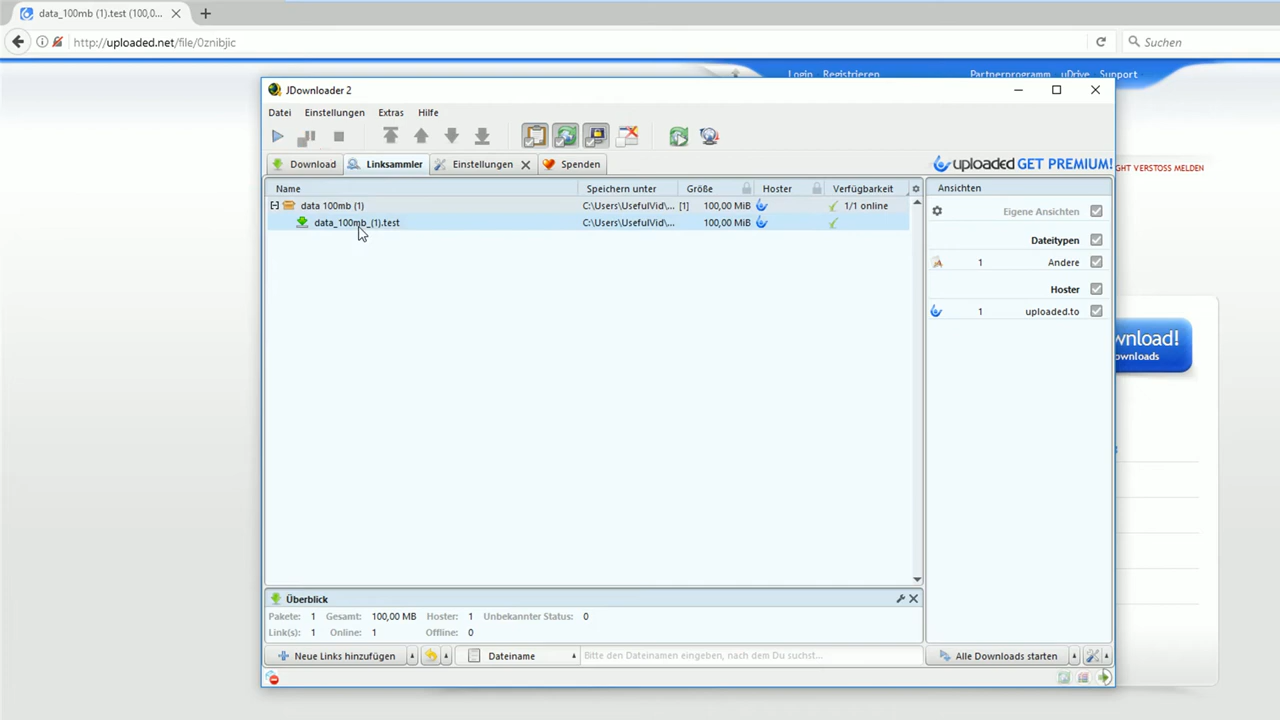 data_100mb (1).test (100,0...
http://uploaded.net/file/0znibjic
Suchen
Login Registrieren Partnerprogramm uDrive Support
JDownloader 2
Datei Einstellungen Extras Hilfe
Download Linksammler Einstellungen Spenden
uploaded GET PREMIUM!
GHT VERSTOSS MELDEN
Name Speichern unter Größe Hoster Verfügbarkeit
data 100mb (1) C:\Users\UsefulVid\... [1] 100,00 MiB 1/1 online
data_100mb_(1).test C:\Users\UsefulVid\... 100,00 MiB
Ansichten
Eigene Ansichten
Dateitypen
1 Andere
Hoster
1 uploaded.to
wnload!
ownloads
Überblick
Pakete: 1 Gesamt: 100,00 MB Hoster: 1 Unbekannter Status: 0
Link(s): 1 Online: 1 Offline: 0
Neue Links hinzufügen Dateiname Bitte den Dateinamen eingeben, nach dem Du suchst... Alle Downloads starten